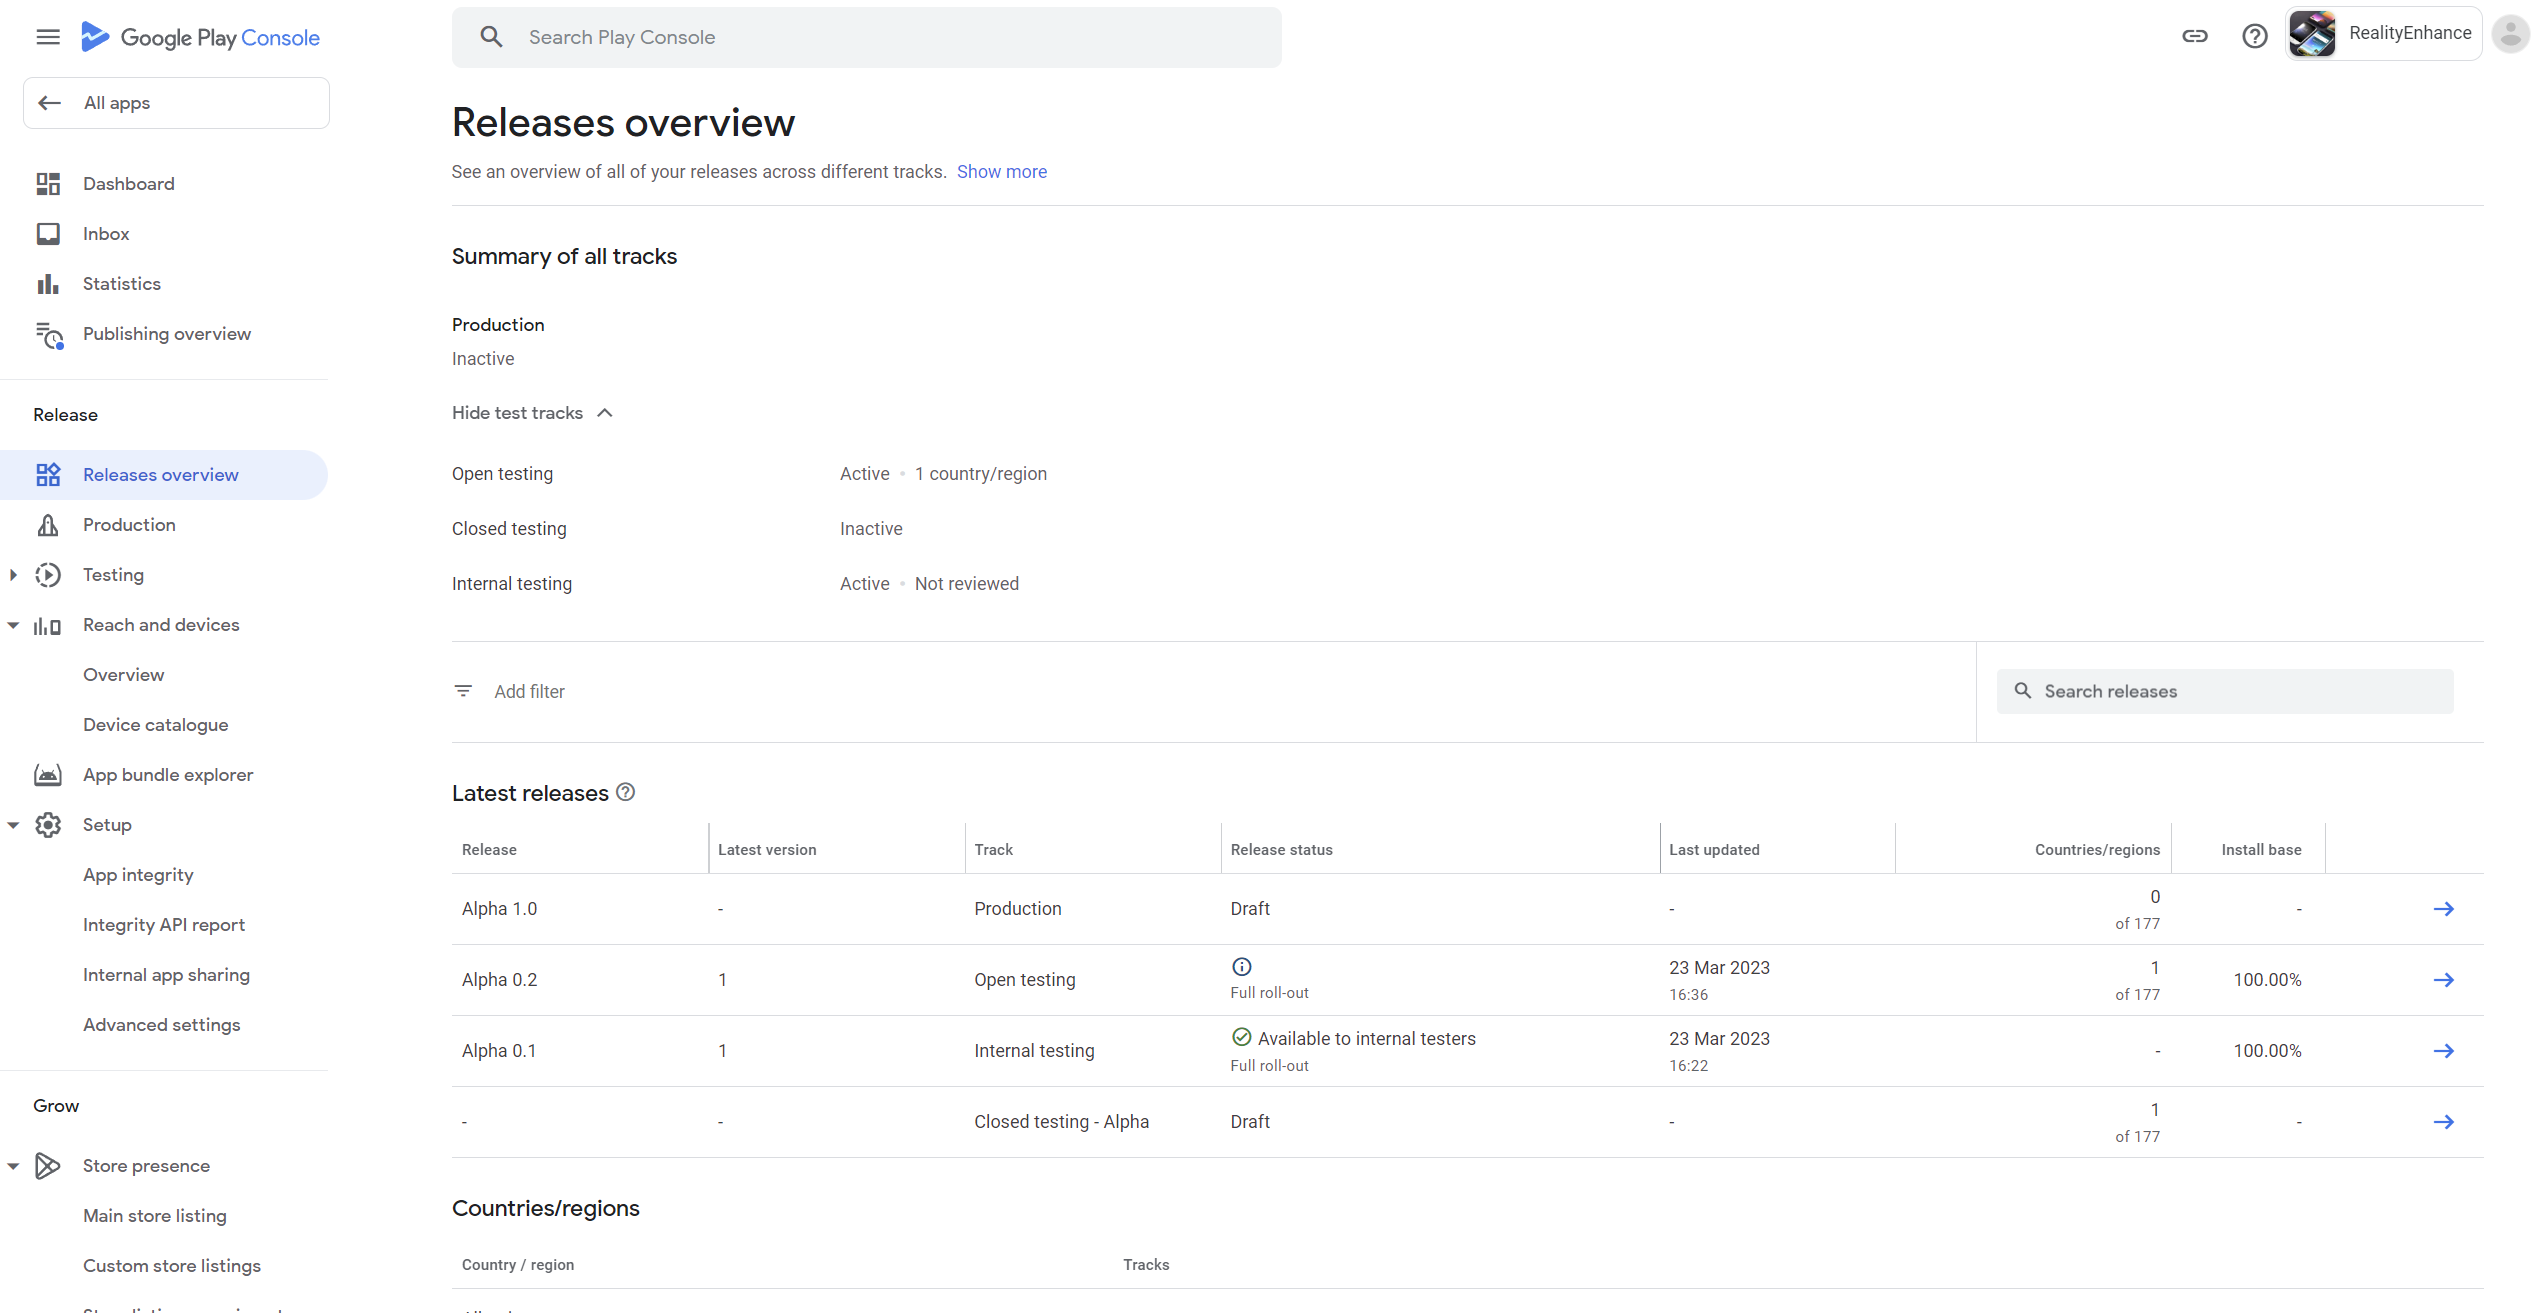 Google Play Console
Search Play Console
RealityEnhance
All apps
Dashboard
Inbox
Statistics
Publishing overview
Release
Releases overview
Production
Testing
Reach and devices
Overview
Device catalogue
App bundle explorer
Setup
App integrity
Integrity API report
Internal app sharing
Advanced settings
Grow
Store presence
Main store listing
Custom store listings
Releases overview
See an overview of all of your releases across different tracks. Show more
Summary of all tracks
Production
Inactive
Hide test tracks
Open testing Active • 1 country/region
Closed testing Inactive
Internal testing Active • Not reviewed
Add filter
Search releases
Latest releases
Release Latest version Track Release status Last updated Countries/regions Install base
Alpha 1.0 - Production Draft - 0 -
of 177
Alpha 0.2 1 Open testing 23 Mar 2023 1 100.00%
Full roll-out 16:36 of 177
Alpha 0.1 1 Internal testing Available to internal testers 23 Mar 2023 - 100.00%
Full roll-out 16:22
- - Closed testing - Alpha Draft - 1 -
of 177
Countries/regions
Country / region Tracks